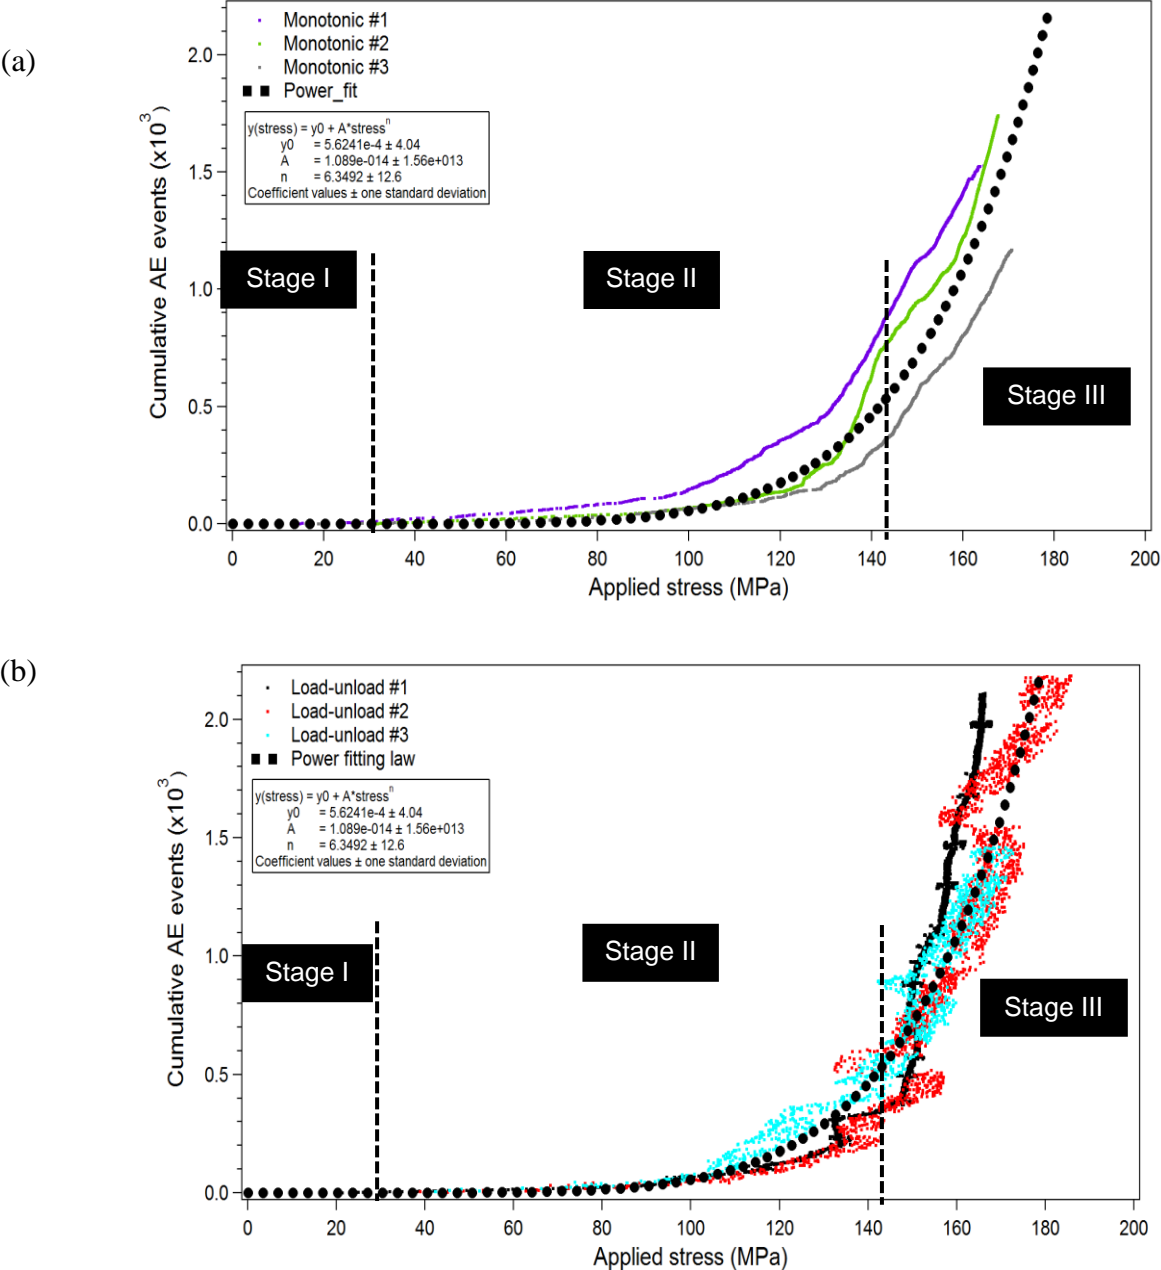 (a)
Monotonic #1
Monotonic #2
Monotonic #3
Power_fit
y(stress) = y0 + A*stress^n
y0 = 5.6241e-4 ± 4.04
A = 1.089e-014 ± 1.56e+013
n = 6.3492 ± 12.6
Coefficient values ± one standard deviation
Cumulative AE events (x10^3)
2.0
1.5
1.0
0.5
0.0
Stage I
Stage II
Stage III
0 20 40 60 80 100 120 140 160 180 200
Applied stress (MPa)
(b)
Load-unload #1
Load-unload #2
Load-unload #3
Power fitting law
y(stress) = y0 + A*stress^n
y0 = 5.6241e-4 ± 4.04
A = 1.089e-014 ± 1.56e+013
n = 6.3492 ± 12.6
Coefficient values ± one standard deviation
Cumulative AE events (x10^3)
2.0
1.5
1.0
0.5
0.0
Stage I
Stage II
Stage III
0 20 40 60 80 100 120 140 160 180 200
Applied stress (MPa)